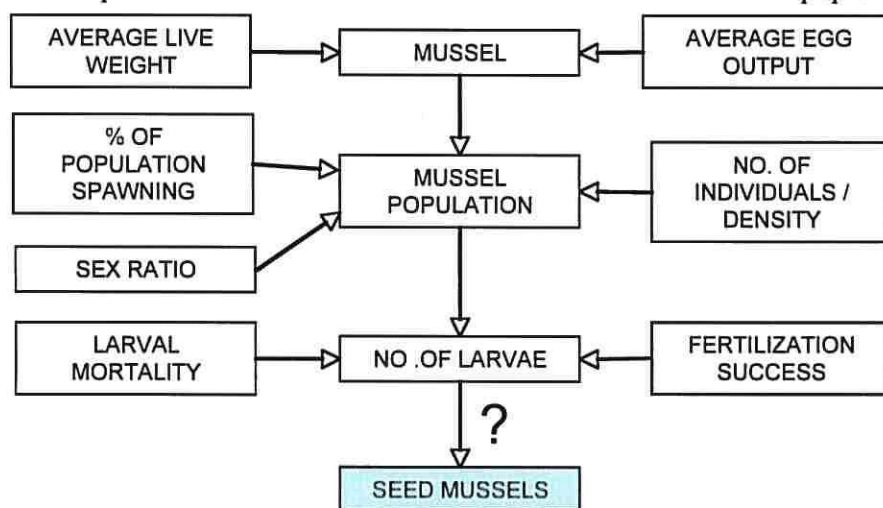 AVERAGE LIVE
WEIGHT
MUSSEL
AVERAGE EGG
OUTPUT
% OF
POPULATION
SPAWNING
MUSSEL
POPULATION
NO. OF
INDIVIDUALS /
DENSITY
SEX RATIO
LARVAL
MORTALITY
NO .OF LARVAE
FERTILIZATION
SUCCESS
?
SEED MUSSELS